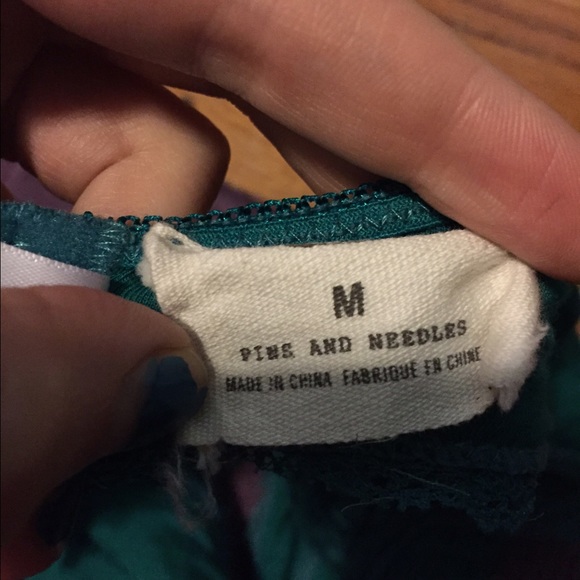 M
PINS AND NEEDLES
MADE IN CHINA FABRIQUE EN CHINE